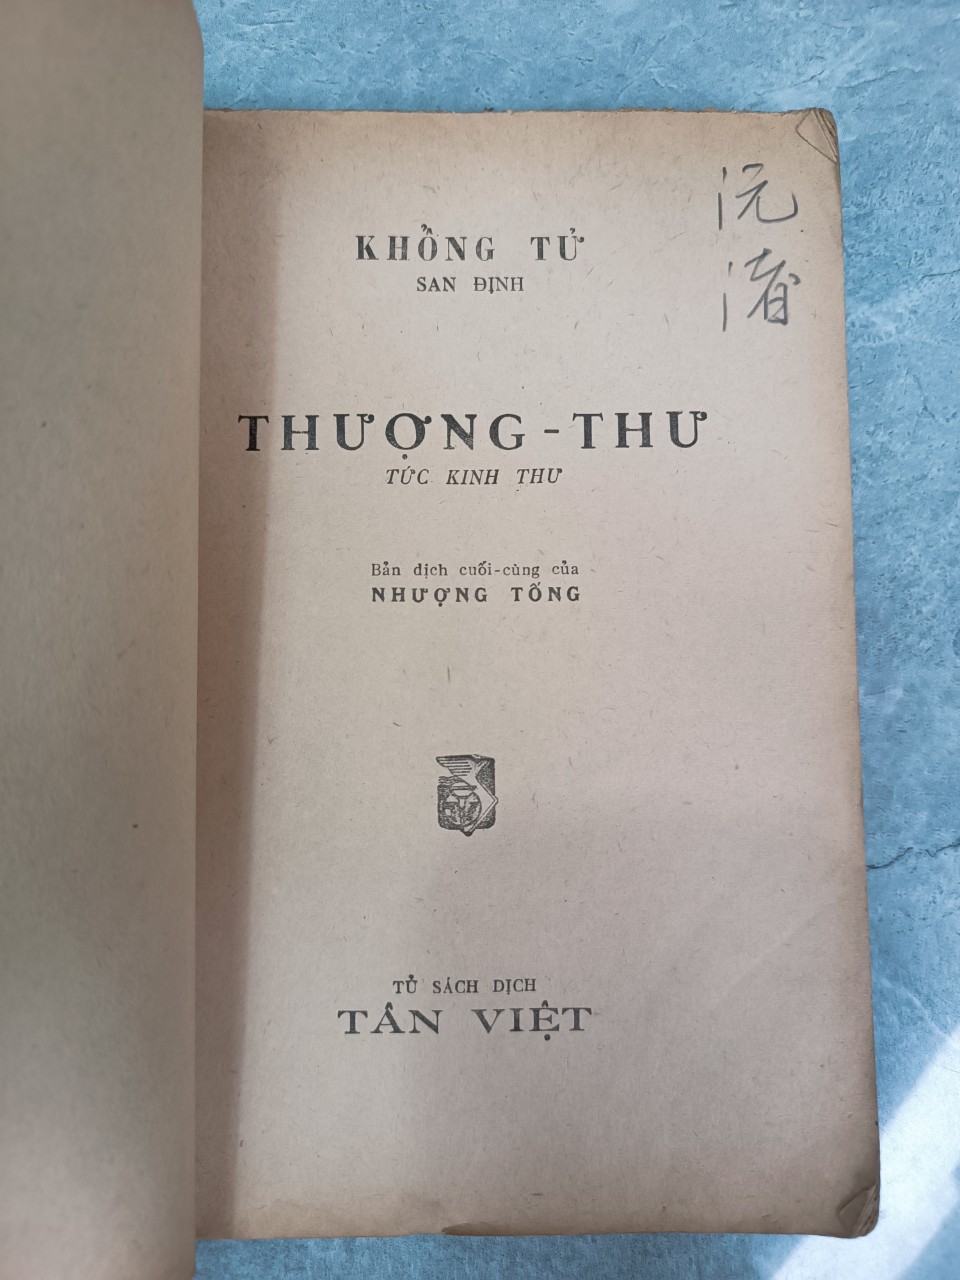 沅
渚
KHỔNG TỬ
SAN ĐỊNH
THƯỢNG - THƯ
TỨC KINH THƯ
Bản dịch cuối-cùng của
NHƯỢNG TỐNG
TỦ SÁCH DỊCH
TÂN VIỆT